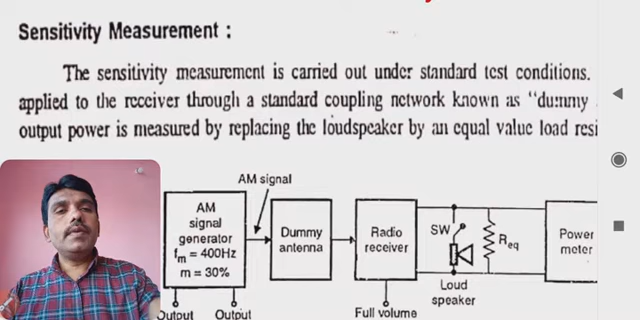 Sensitivity Measurement :
The sensitivity measurement is carried out under standard test conditions.
applied to the receiver through a standard coupling network known as "dummy
output power is measured by replacing the loudspeaker by an equal value load resi
AM signal
AM
signal
generator
fm = 400Hz
m = 30%
Dummy
antenna
Radio
receiver
SW
Req
Power
meter
Loud
speaker
Output
Output
Full volume